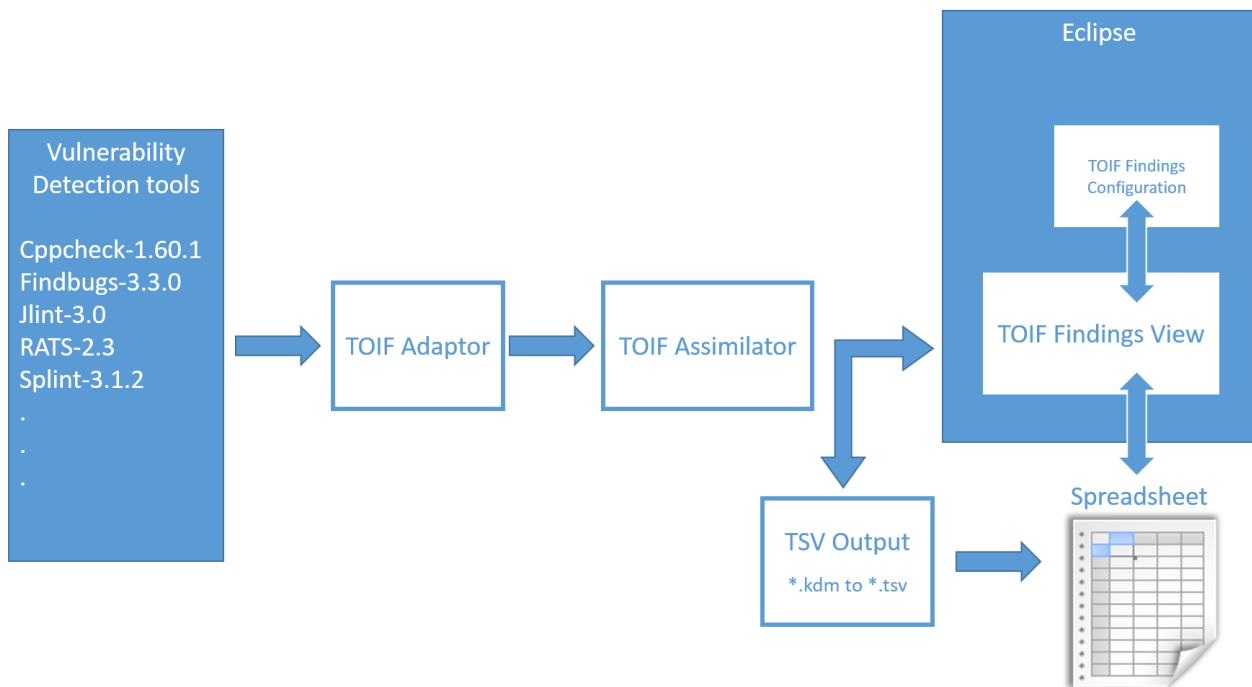 Vulnerability
Detection tools
Cppcheck-1.60.1
Findbugs-3.3.0
Jlint-3.0
RATS-2.3
Splint-3.1.2
.
.
.
TOIF Adaptor
TOIF Assimilator
Eclipse
TOIF Findings
Configuration
TOIF Findings View
TSV Output
*.kdm to *.tsv
Spreadsheet